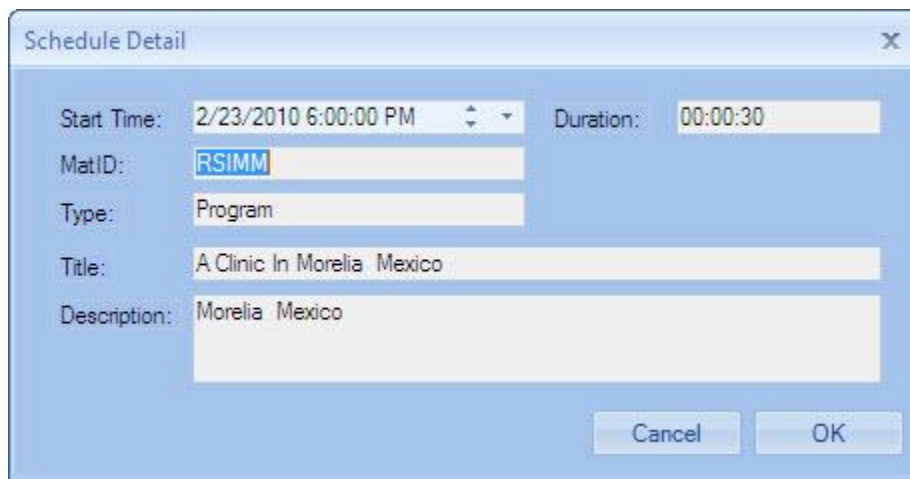 Schedule Detail
Start Time: 2/23/2010 6:00:00 PM Duration: 00:00:30
MatID: RSIMM
Type: Program
Title: A Clinic In Morelia  Mexico
Description: Morelia  Mexico
Cancel OK